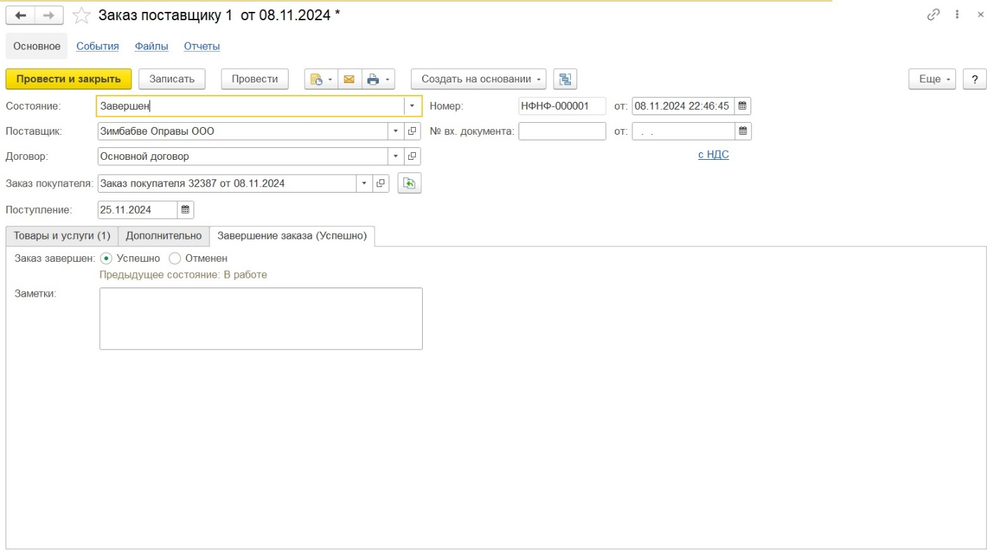 Заказ поставщику 1 от 08.11.2024 *
Основное События Файлы Отчеты
Провести и закрыть Записать Провести Создать на основании Еще ?
Состояние: Завершен Номер: НФНФ-000001 от: 08.11.2024 22:46:45
Поставщик: Зимбабве Оправы ООО № вх. документа: от: . .
Договор: Основной договор с НДС
Заказ покупателя: Заказ покупателя 32387 от 08.11.2024
Поступление: 25.11.2024
Товары и услуги (1) Дополнительно Завершение заказа (Успешно)
Заказ завершен: Успешно Отменен
Предыдущее состояние: В работе
Заметки: